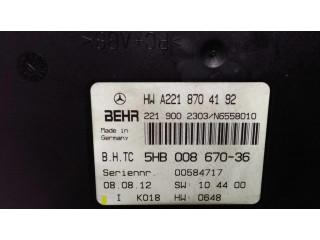 HW A221 870 41 92
BEHR 221 900 2303/N6558010
Made in
Germany
B.H.TC 5HB 008 670-36
Seriennr. 00584717
08.08.12 SW: 10 44 00
I K018 HW: 0648